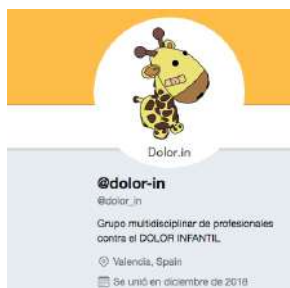 Dolor.in
@dolor-in
@dolor_in
Grupo multidisciplinar de profesionales
contra el DOLOR INFANTIL
Valencia, Spain
Se unió en diciembre de 2018